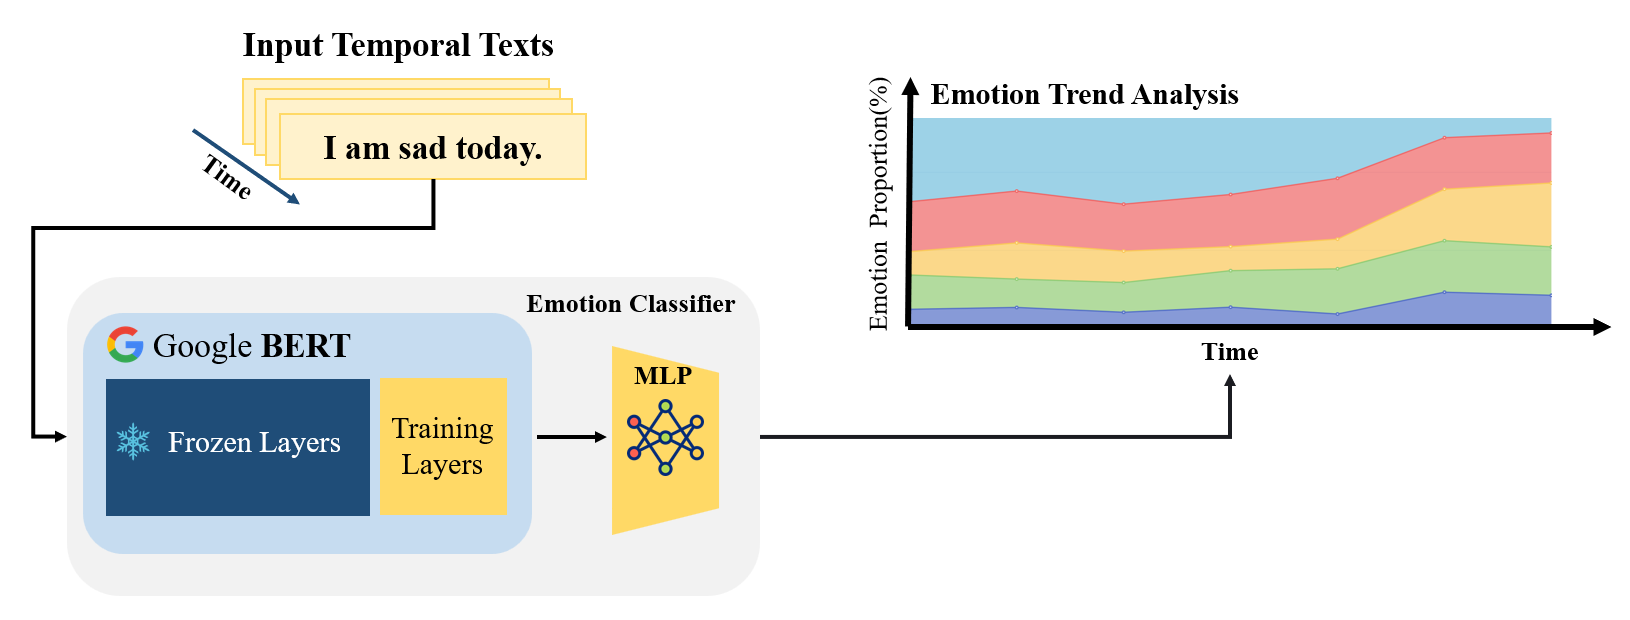 Input Temporal Texts
I am sad today.
Time
Emotion Classifier
Google BERT
Frozen Layers
Training
Layers
MLP
Emotion Trend Analysis
Emotion Proportion(%)
Time